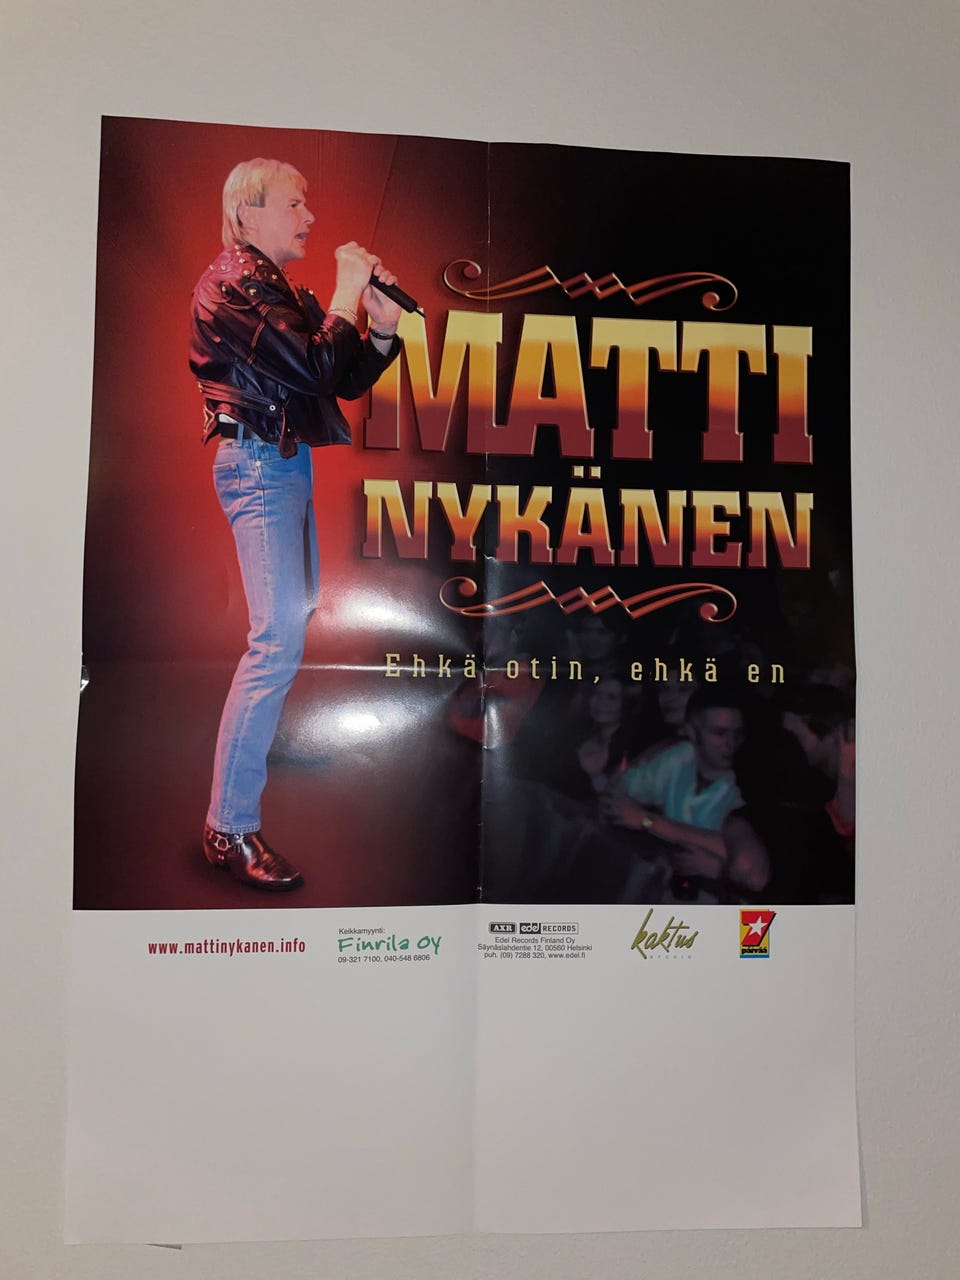 MATTI
NYKÄNEN
Ehkä otin, ehkä en
www.mattinykanen.info
Keikkamyynti:
Finrila Oy
09-321 7100, 040-548 6806
AXR edel RECORDS
Edel Records Finland Oy
Säynäslahdentie 12, 00560 Helsinki
puh. (09) 7288 320, www.edel.fi
kaktus
STUDIO
7
päivää